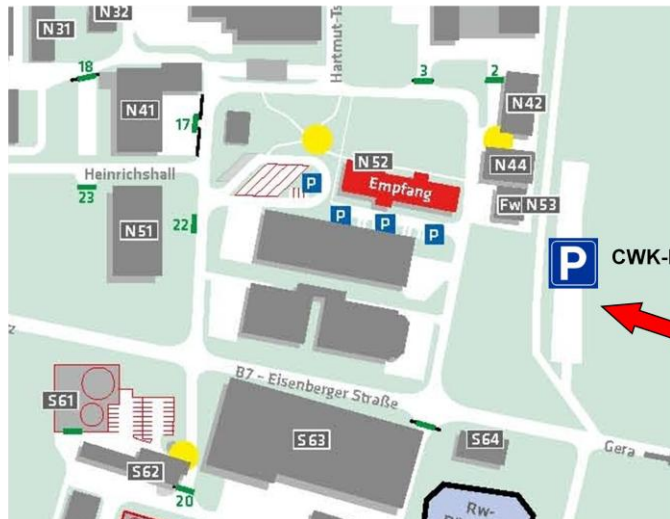 N32
N31
Hartmut-Ts
18
3
2
N41
N42
17
N52
N44
Heinrichshall
P
Empfang
23
Fw N53
P
P
P
N51
22
P
CWK-
B7 - Eisenberger Straße
S61
S63
S64
Gera
S62
20
Rw-